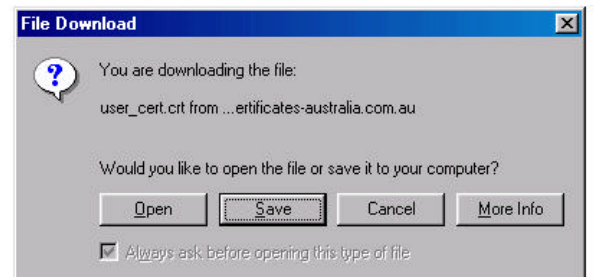 File Download
You are downloading the file:
user_cert.crt from ...ertificates-australia.com.au
Would you like to open the file or save it to your computer?
Open Save Cancel More Info
Always ask before opening this type of file